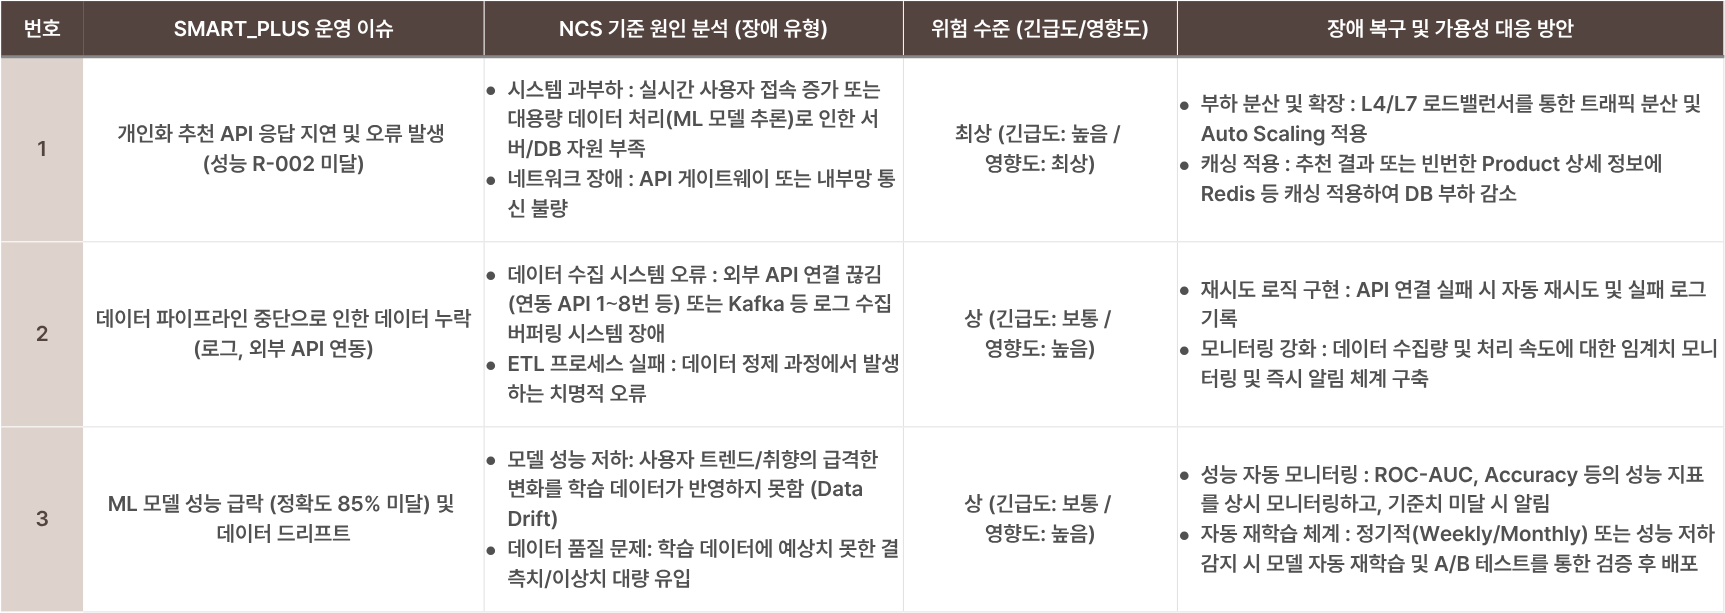 번호
SMART_PLUS 운영 이슈
NCS 기준 원인 분석 (장애 유형)
위험 수준 (긴급도/영향도)
장애 복구 및 가용성 대응 방안
1
개인화 추천 API 응답 지연 및 오류 발생
(성능 R-002 미달)
● 시스템 과부하 : 실시간 사용자 접속 증가 또는
대용량 데이터 처리(ML 모델 추론)로 인한 서
버/DB 자원 부족
● 네트워크 장애 : API 게이트웨이 또는 내부망 통
신 불량
최상 (긴급도: 높음 /
영향도: 최상)
● 부하 분산 및 확장 : L4/L7 로드밸런서를 통한 트래픽 분산 및
Auto Scaling 적용
● 캐싱 적용 : 추천 결과 또는 빈번한 Product 상세 정보에
Redis 등 캐싱 적용하여 DB 부하 감소
2
데이터 파이프라인 중단으로 인한 데이터 누락
(로그, 외부 API 연동)
● 데이터 수집 시스템 오류 : 외부 API 연결 끊김
(연동 API 1~8번 등) 또는 Kafka 등 로그 수집
버퍼링 시스템 장애
● ETL 프로세스 실패 : 데이터 정제 과정에서 발생
하는 치명적 오류
상 (긴급도: 보통 /
영향도: 높음)
● 재시도 로직 구현 : API 연결 실패 시 자동 재시도 및 실패 로그
기록
● 모니터링 강화 : 데이터 수집량 및 처리 속도에 대한 임계치 모니
터링 및 즉시 알림 체계 구축
3
ML 모델 성능 급락 (정확도 85% 미달) 및
데이터 드리프트
● 모델 성능 저하: 사용자 트렌드/취향의 급격한
변화를 학습 데이터가 반영하지 못함 (Data
Drift)
● 데이터 품질 문제: 학습 데이터에 예상치 못한 결
측치/이상치 대량 유입
상 (긴급도: 보통 /
영향도: 높음)
● 성능 자동 모니터링 : ROC-AUC, Accuracy 등의 성능 지표
를 상시 모니터링하고, 기준치 미달 시 알림
● 자동 재학습 체계 : 정기적(Weekly/Monthly) 또는 성능 저하
감지 시 모델 자동 재학습 및 A/B 테스트를 통한 검증 후 배포